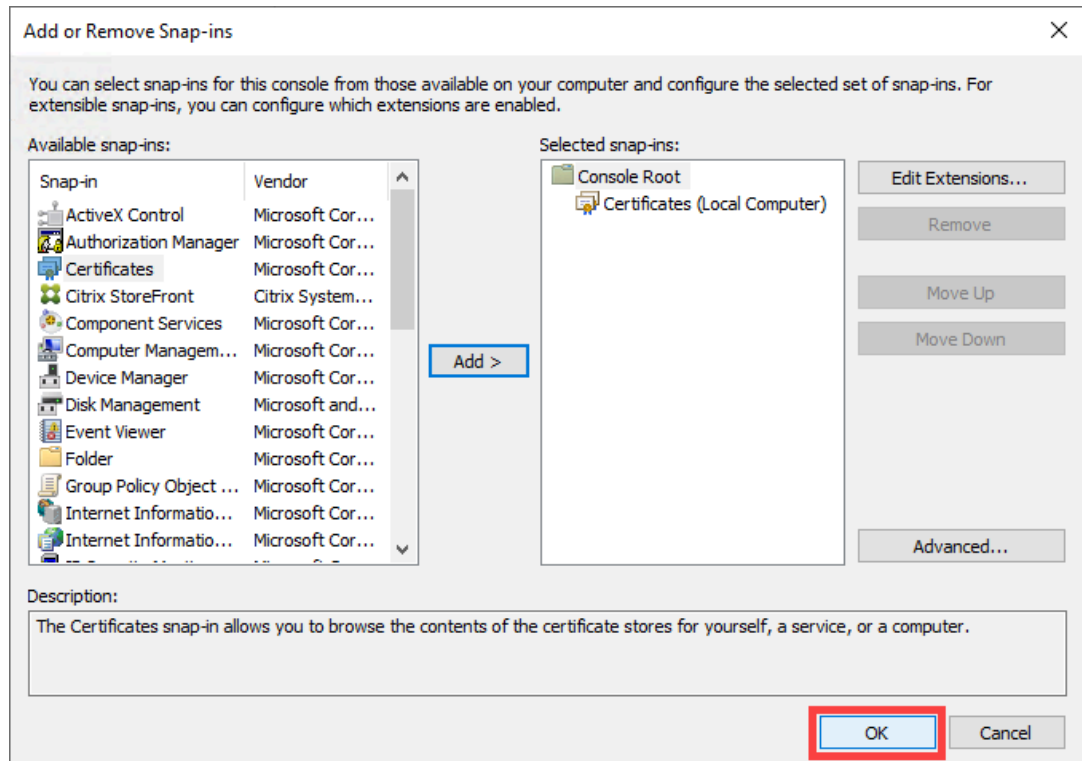 Add or Remove Snap-ins
You can select snap-ins for this console from those available on your computer and configure the selected set of snap-ins. For
extensible snap-ins, you can configure which extensions are enabled.
Available snap-ins:
Snap-in Vendor
ActiveX Control Microsoft Cor...
Authorization Manager Microsoft Cor...
Certificates Microsoft Cor...
Citrix StoreFront Citrix System...
Component Services Microsoft Cor...
Computer Managem... Microsoft Cor...
Device Manager Microsoft Cor...
Disk Management Microsoft and...
Event Viewer Microsoft Cor...
Folder Microsoft Cor...
Group Policy Object ... Microsoft Cor...
Internet Informatio... Microsoft Cor...
Internet Informatio... Microsoft Cor...
Add >
Selected snap-ins:
Console Root
Certificates (Local Computer)
Edit Extensions...
Remove
Move Up
Move Down
Advanced...
Description:
The Certificates snap-in allows you to browse the contents of the certificate stores for yourself, a service, or a computer.
OK
Cancel